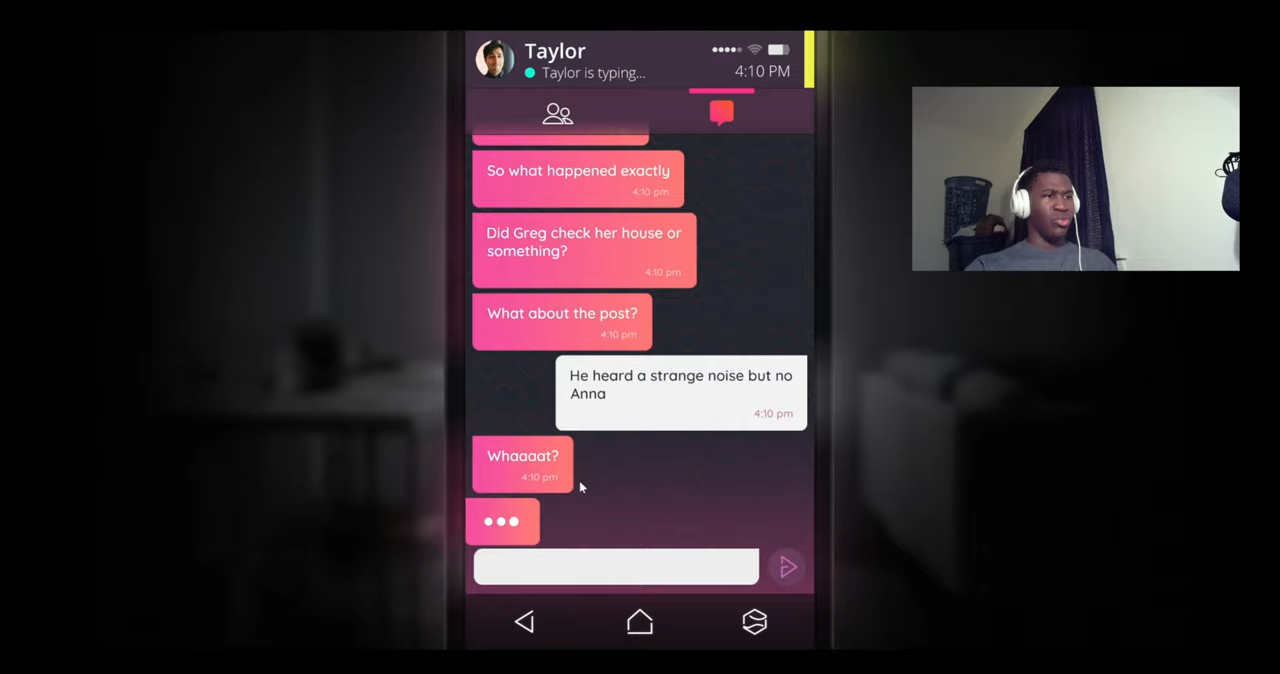 Taylor
Taylor is typing...
4:10 PM
So what happened exactly
4:10 pm
Did Greg check her house or
something?
4:10 pm
What about the post?
4:10 pm
He heard a strange noise but no
Anna
4:10 pm
Whaaaat?
4:10 pm